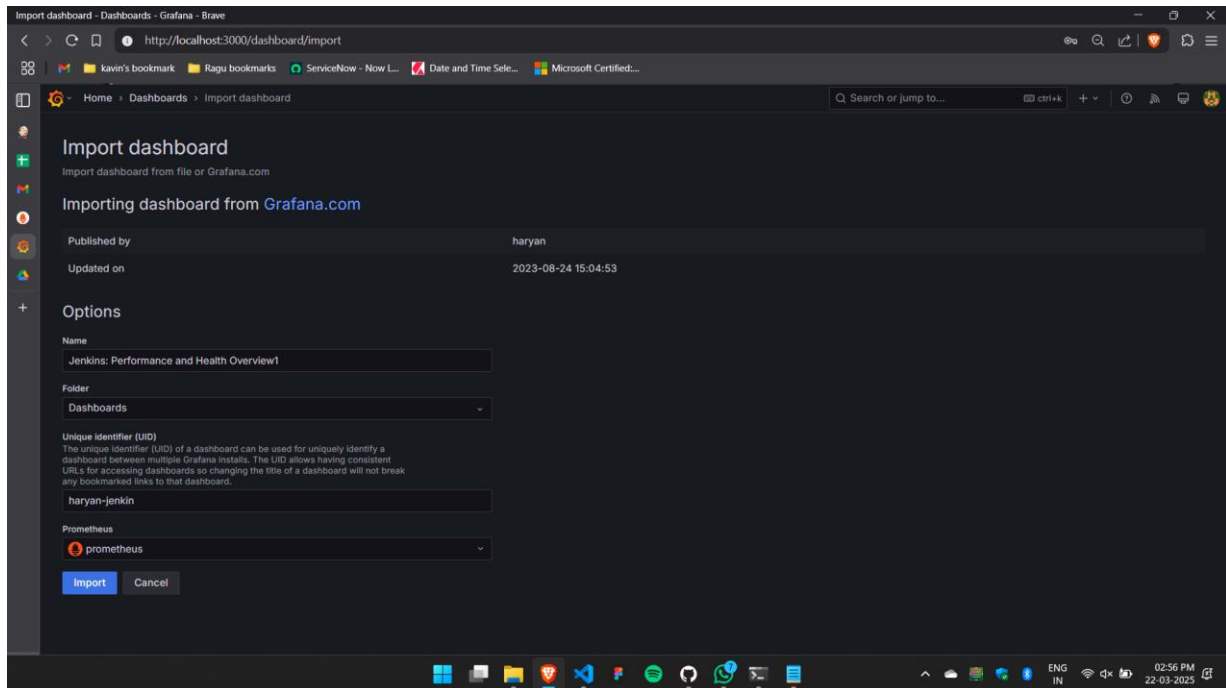 Import dashboard - Dashboards - Grafana - Brave
http://localhost:3000/dashboard/import
kavin's bookmark Ragu bookmarks ServiceNow - Now L... Date and Time Sele... Microsoft Certified:...
Home › Dashboards › Import dashboard
Search or jump to... ctrl+k
Import dashboard
Import dashboard from file or Grafana.com
Importing dashboard from Grafana.com
Published by haryan
Updated on 2023-08-24 15:04:53
Options
Name
Jenkins: Performance and Health Overview1
Folder
Dashboards
Unique identifier (UID)
The unique identifier (UID) of a dashboard can be used for uniquely identify a
dashboard between multiple Grafana installs. The UID allows having consistent
URLs for accessing dashboards so changing the title of a dashboard will not break
any bookmarked links to that dashboard.
haryan-jenkin
Prometheus
prometheus
Import Cancel
7
ENG 02:56 PM
IN 22-03-2025